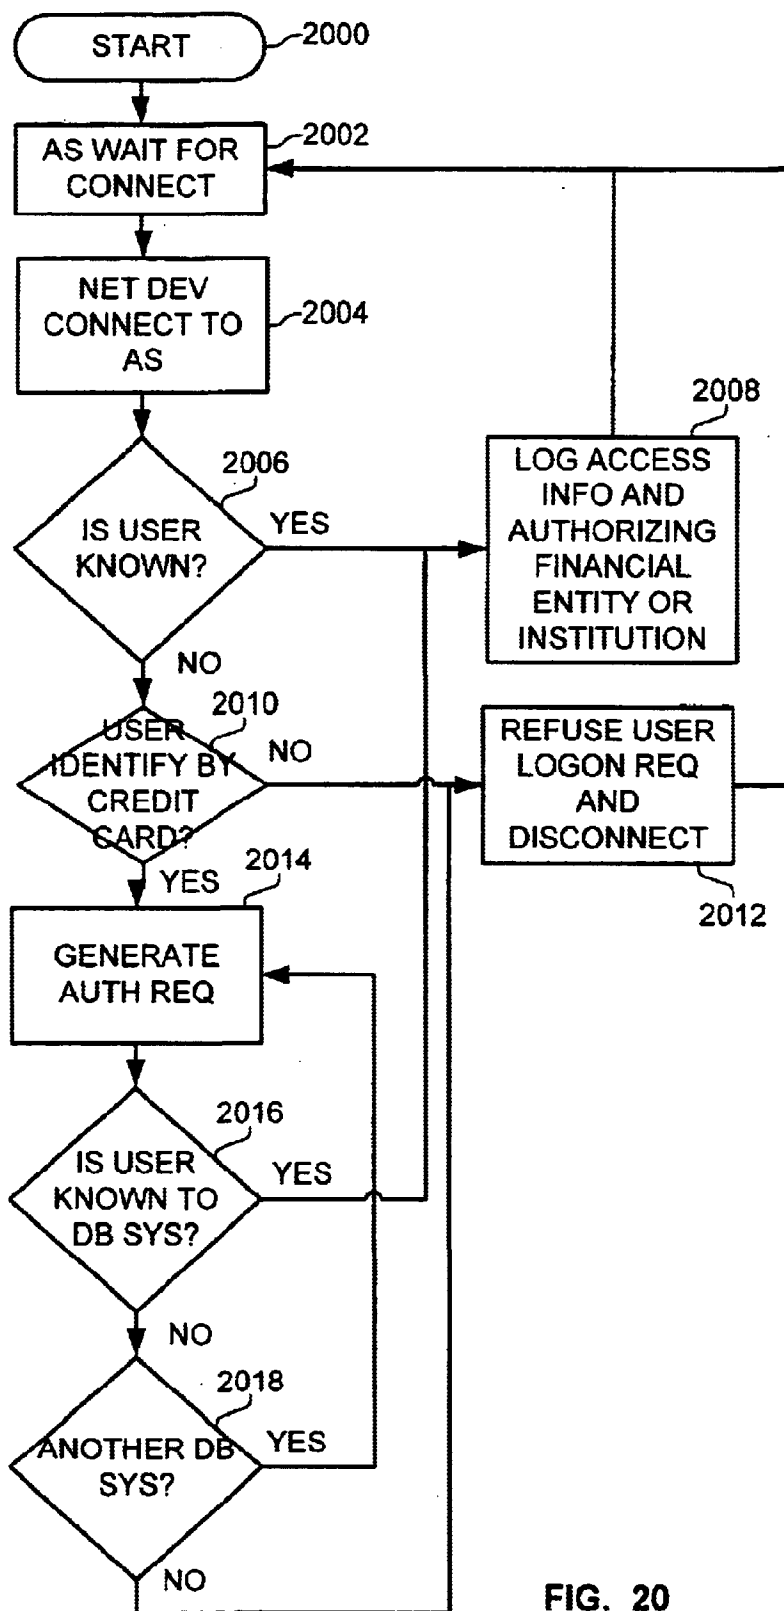 START
2000
AS WAIT FOR
CONNECT
2002
NET DEV
CONNECT TO
AS
2004
IS USER
KNOWN?
2006
YES
NO
2008
LOG ACCESS
INFO AND
AUTHORIZING
FINANCIAL
ENTITY OR
INSTITUTION
USER
IDENTIFY BY
CREDIT
CARD?
2010
NO
YES
REFUSE USER
LOGON REQ
AND
DISCONNECT
2012
2014
GENERATE
AUTH REQ
2016
IS USER
KNOWN TO
DB SYS?
YES
NO
2018
ANOTHER DB
SYS?
YES
NO
FIG. 20